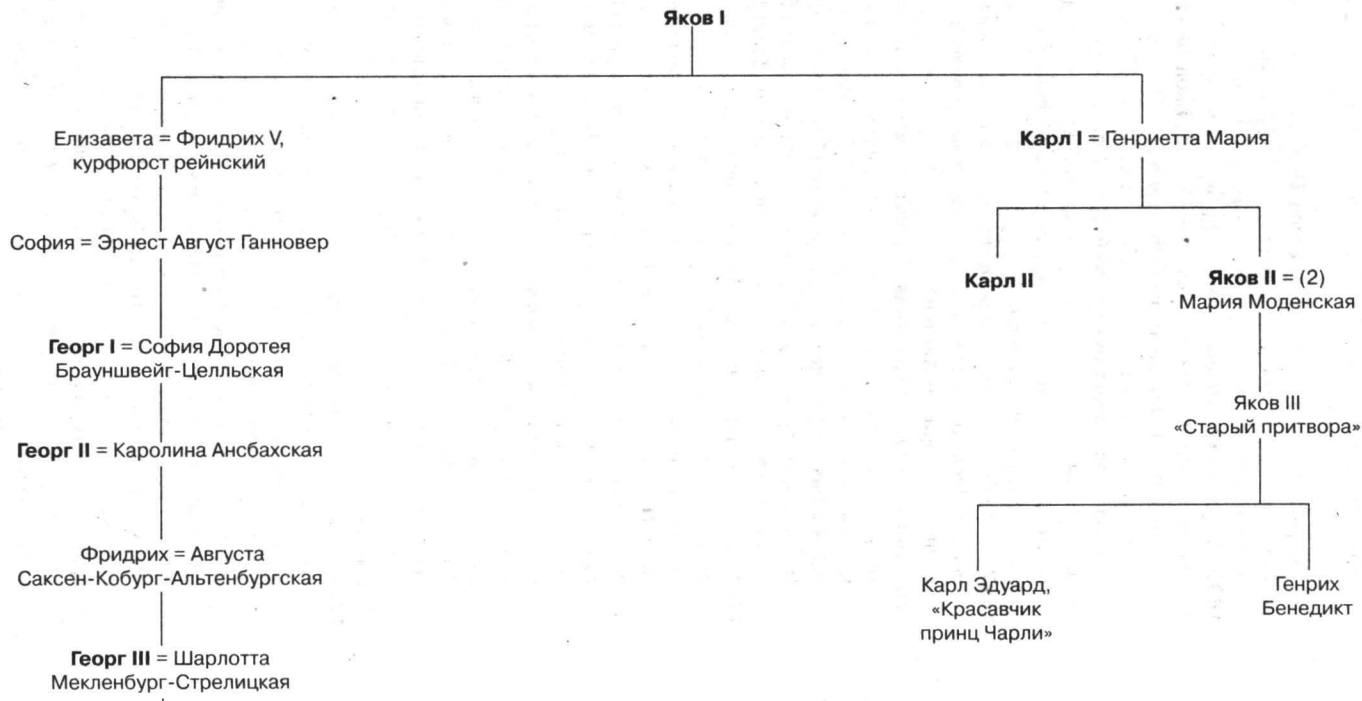 Яков I
Елизавета = Фридрих V,
курфюрст рейнский
Карл I = Генриетта Мария
София = Эрнест Август Ганновер
Карл II
Яков II = (2)
Мария Моденская
Георг I = София Доротея
Брауншвейг-Целльская
Яков III
«Старый притвора»
Георг II = Каролина Ансбахская
Фридрих = Августа
Саксен-Кобург-Альтенбургская
Карл Эдуард,
«Красавчик
принц Чарли»
Генрих
Бенедикт
Георг III = Шарлотта
Мекленбург-Стрелицкая